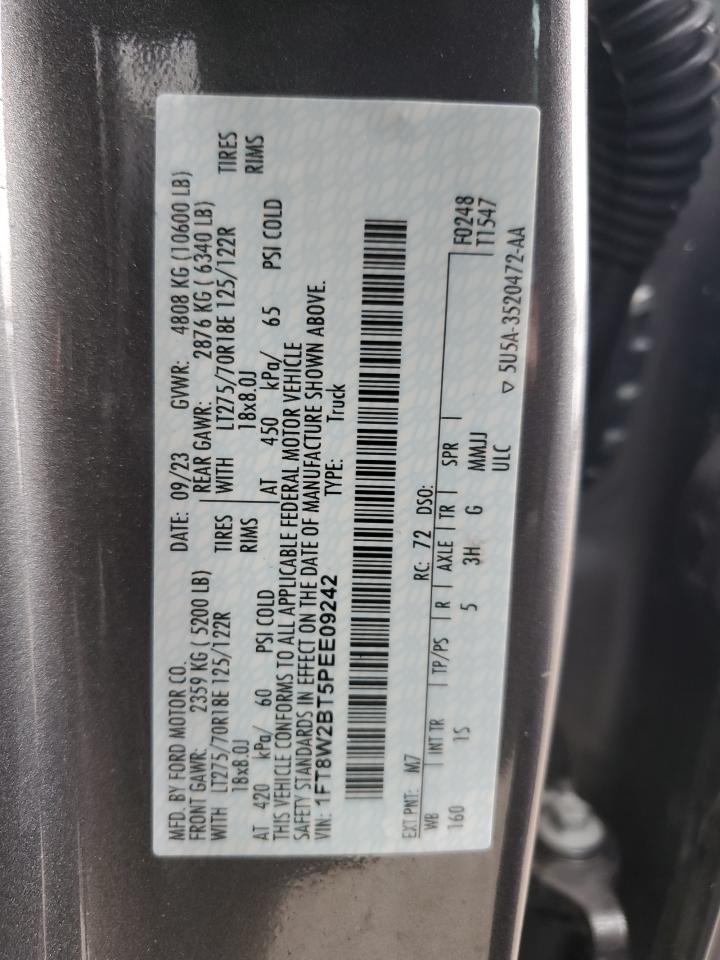 MFD. BY FORD MOTOR CO.
DATE: 09/23 GVWR: 4808 KG (10600 LB)
FRONT GAWR: 2359 KG ( 5200 LB)
REAR GAWR: 2876 KG ( 6340 LB)
WITH LT275/70R18E 125/122R TIRES
WITH LT275/70R18E 125/122R TIRES
18x8.0J RIMS
18x8.0J RIMS
AT 420 kPa/ 60 PSI COLD
AT 450 kPa/ 65 PSI COLD
THIS VEHICLE CONFORMS TO ALL APPLICABLE FEDERAL MOTOR VEHICLE
SAFETY STANDARDS IN EFFECT ON THE DATE OF MANUFACTURE SHOWN ABOVE.
VIN: 1FT8W2BT5PEE09242 TYPE: Truck
EXT PNT: M7 RC: 72 DSO:
WB INT TR TP/PS R AXLE TR SPR F0248
160 1S 5 3H G MMJJ T1547
ULC ▽ 5U5A-3520472-AA